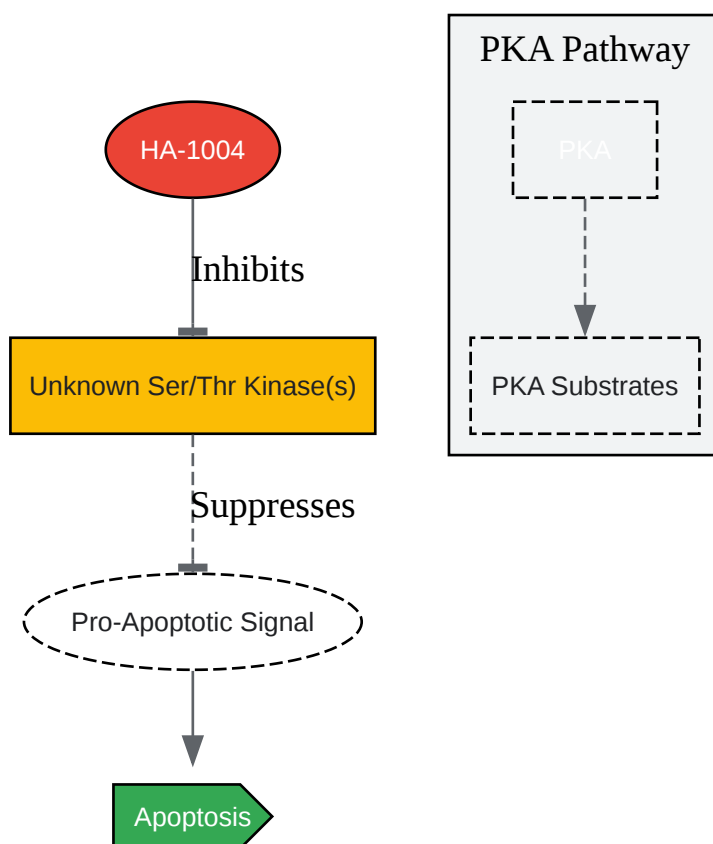 PKA Pathway
HA-1004
PKA
Inhibits
Unknown Ser/Thr Kinase(s)
PKA Substrates
Suppresses
Pro-Apoptotic Signal
Apoptosis